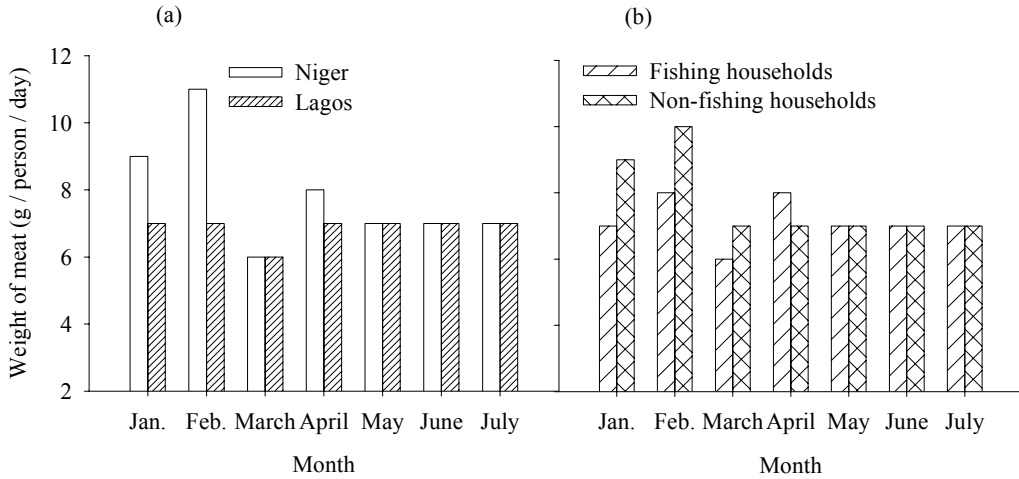 (a)
Weight of meat (g / person / day)
12
10
8
6
4
2
Niger
Lagos
Jan. Feb. March April May June July
Month
(b)
Fishing households
Non-fishing households
Jan. Feb. March April May June July
Month